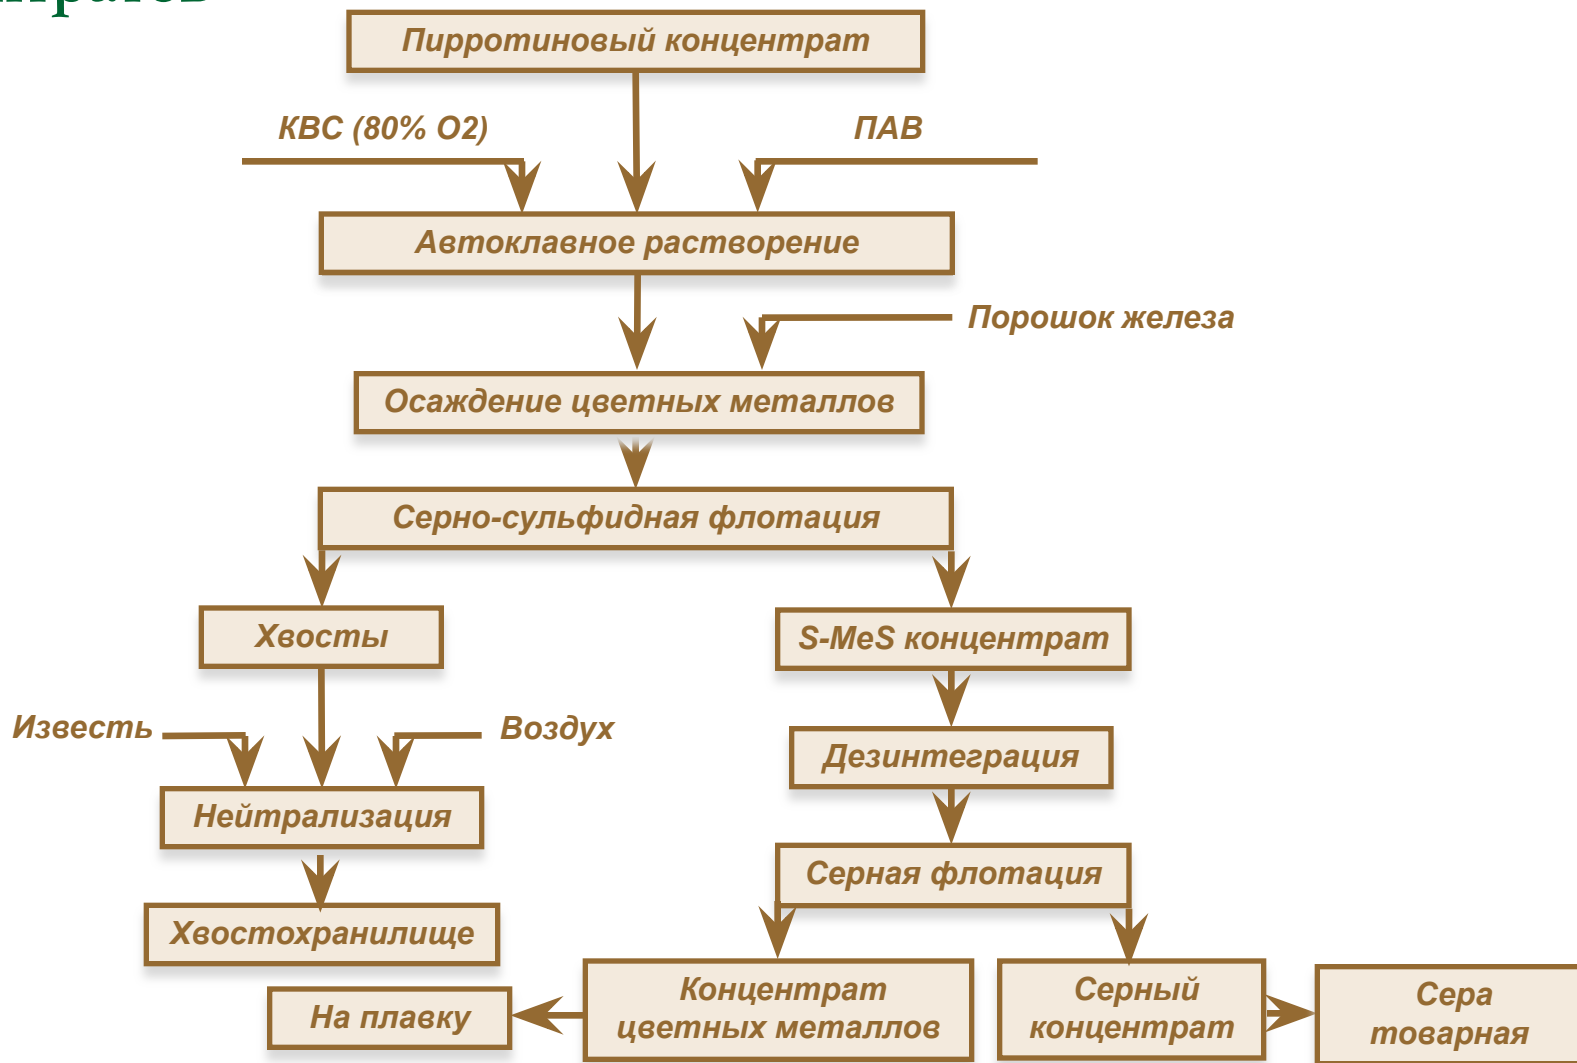 Пирротиновый концентрат
КВС (80% О2)
ПАВ
Автоклавное растворение
Порошок железа
Осаждение цветных металлов
Серно-сульфидная флотация
Хвосты
S-MeS концентрат
Известь
Воздух
Дезинтеграция
Нейтрализация
Серная флотация
Хвостохранилище
Концентрат
цветных металлов
Серный
концентрат
Сера
товарная
На плавку